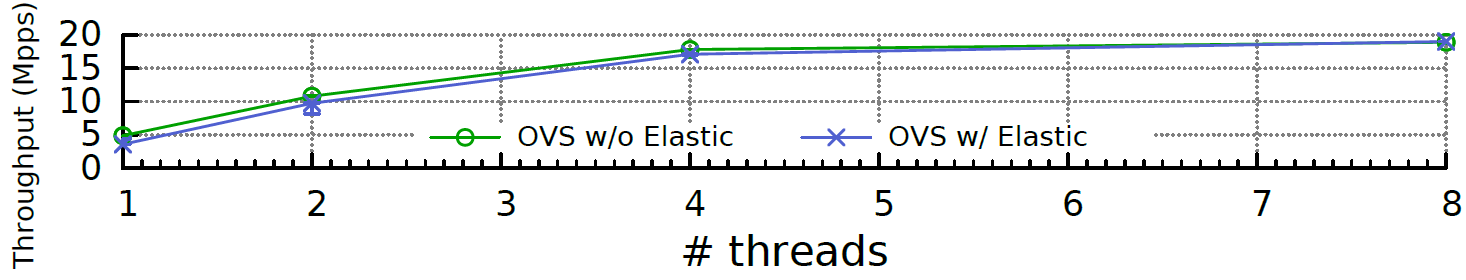 Throughput (Mpps)
20
15
10
5
0
OVS w/o Elastic
OVS w/ Elastic
1 2 3 4 5 6 7 8
# threads